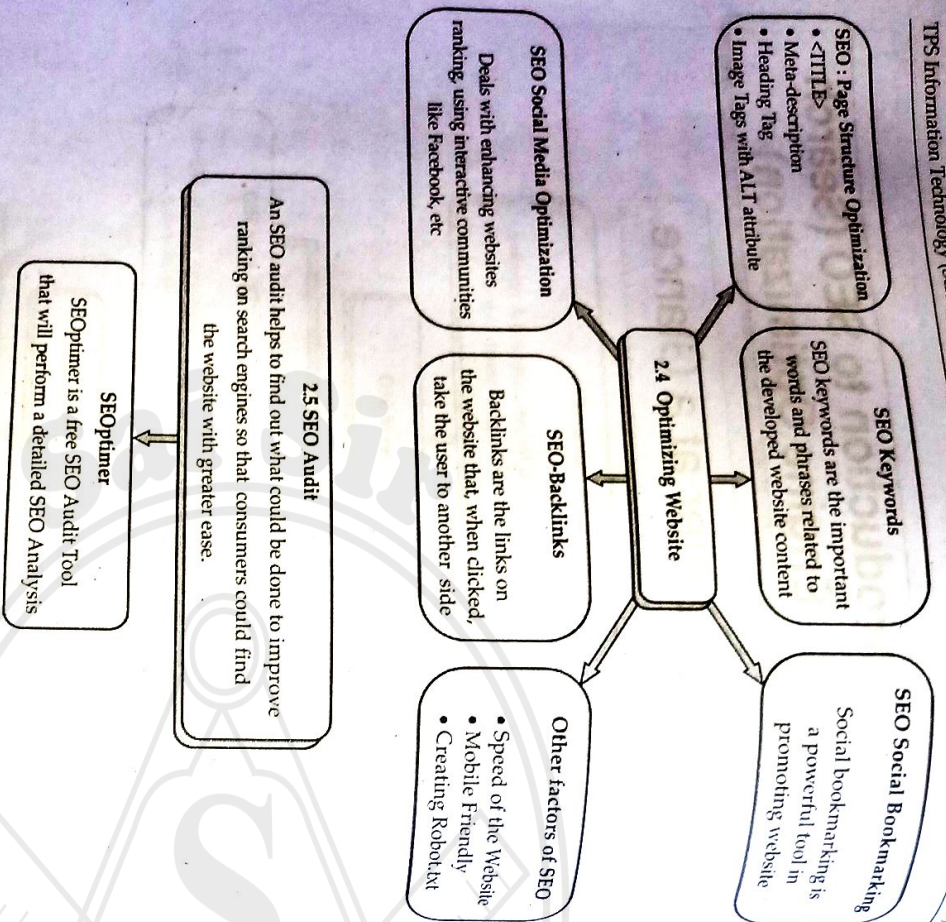 TPS Information Technology
SEO : Page Structure Optimization
• <TITLE>
• Meta-description
• Heading Tag
• Image Tags with ALT attribute
SEO Keywords
SEO keywords are the important
words and phrases related to
the developed website content
SEO Social Bookmarking
Social bookmarking is
a powerful tool in
promoting website
2.4 Optimizing Website
SEO Social Media Optimization
Deals with enhancing websites
ranking, using interactive communities
like Facebook, etc
SEO-Backlinks
Backlinks are the links on
the website that, when clicked,
take the user to another side
Other factors of SEO
• Speed of the Website
• Mobile Friendly
• Creating Robot.txt
2.5 SEO Audit
An SEO audit helps to find out what could be done to improve
ranking on search engines so that consumers could find
the website with greater ease.
SEOptimer
SEOptimer is a free SEO Audit Tool
that will perform a detailed SEO Analysis